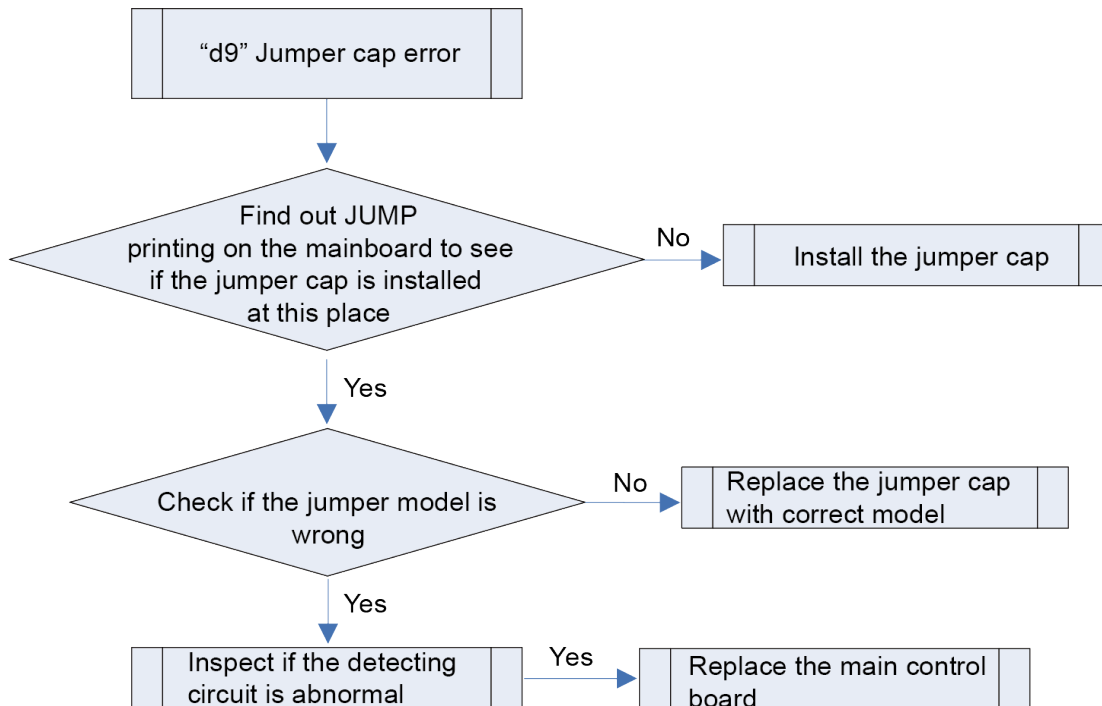 “d9” Jumper cap error
Find out JUMP
printing on the mainboard to see
if the jumper cap is installed
at this place
No
Install the jumper cap
Yes
Check if the jumper model is
wrong
No
Replace the jumper cap
with correct model
Yes
Inspect if the detecting
circuit is abnormal
Yes
Replace the main control
board